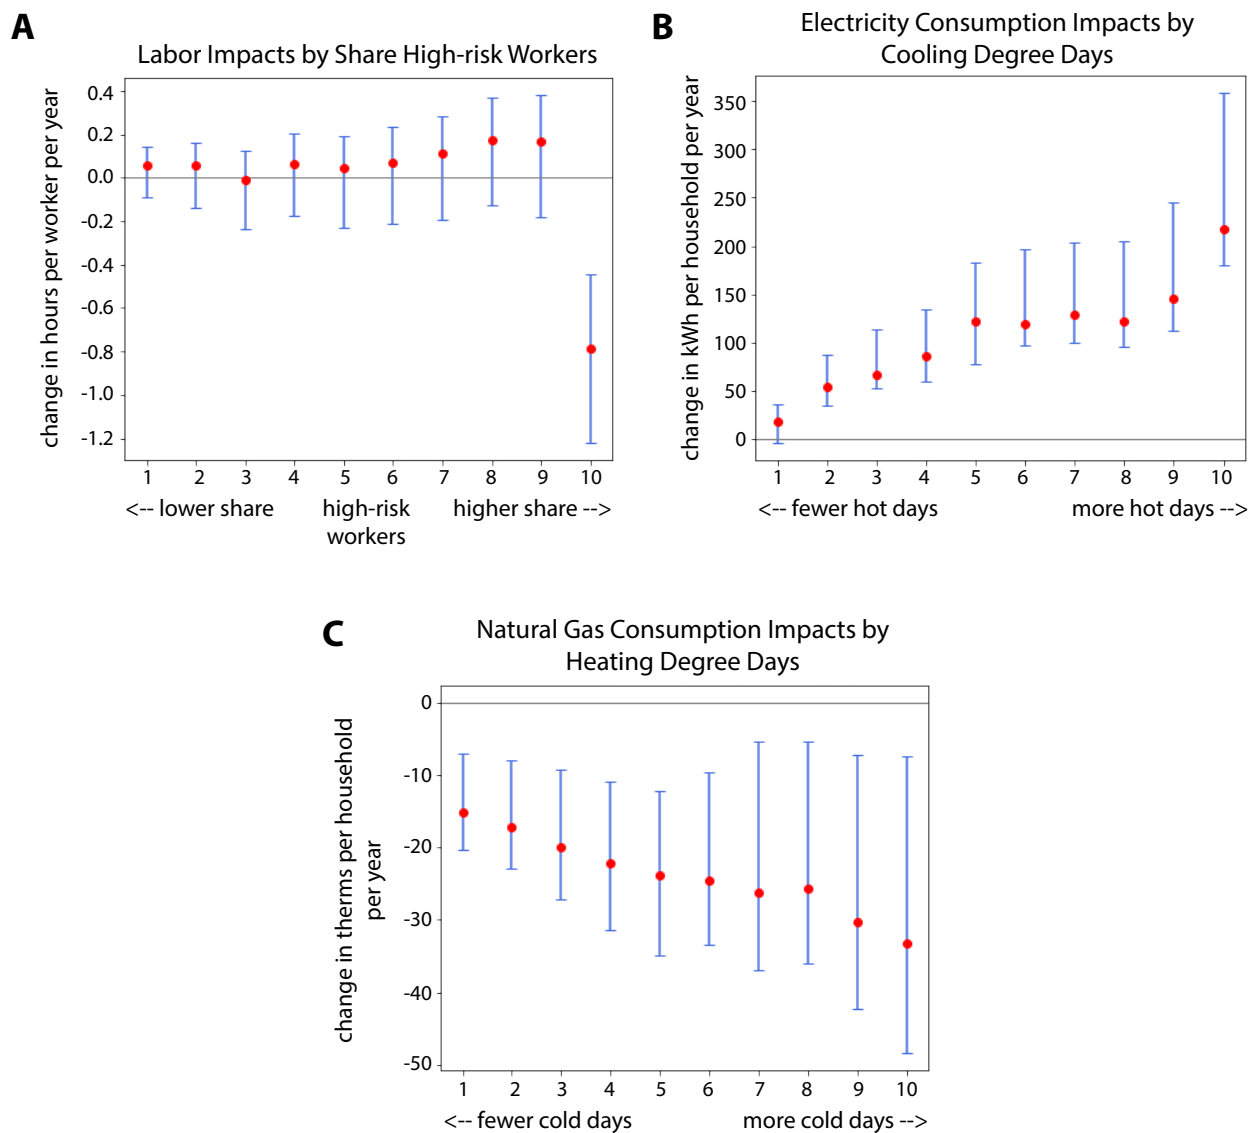 A
Labor Impacts by Share High-risk Workers
change in hours per worker per year
0.4
0.2
0.0
-0.2
-0.4
-0.6
-0.8
-1.0
-1.2
1 2 3 4 5 6 7 8 9 10
<-- lower share high-risk higher share -->
workers
B
Electricity Consumption Impacts by
Cooling Degree Days
change in kWh per household per year
350
300
250
200
150
100
50
0
1 2 3 4 5 6 7 8 9 10
<-- fewer hot days more hot days -->
C
Natural Gas Consumption Impacts by
Heating Degree Days
change in therms per household
per year
0
-10
-20
-30
-40
-50
1 2 3 4 5 6 7 8 9 10
<-- fewer cold days more cold days -->